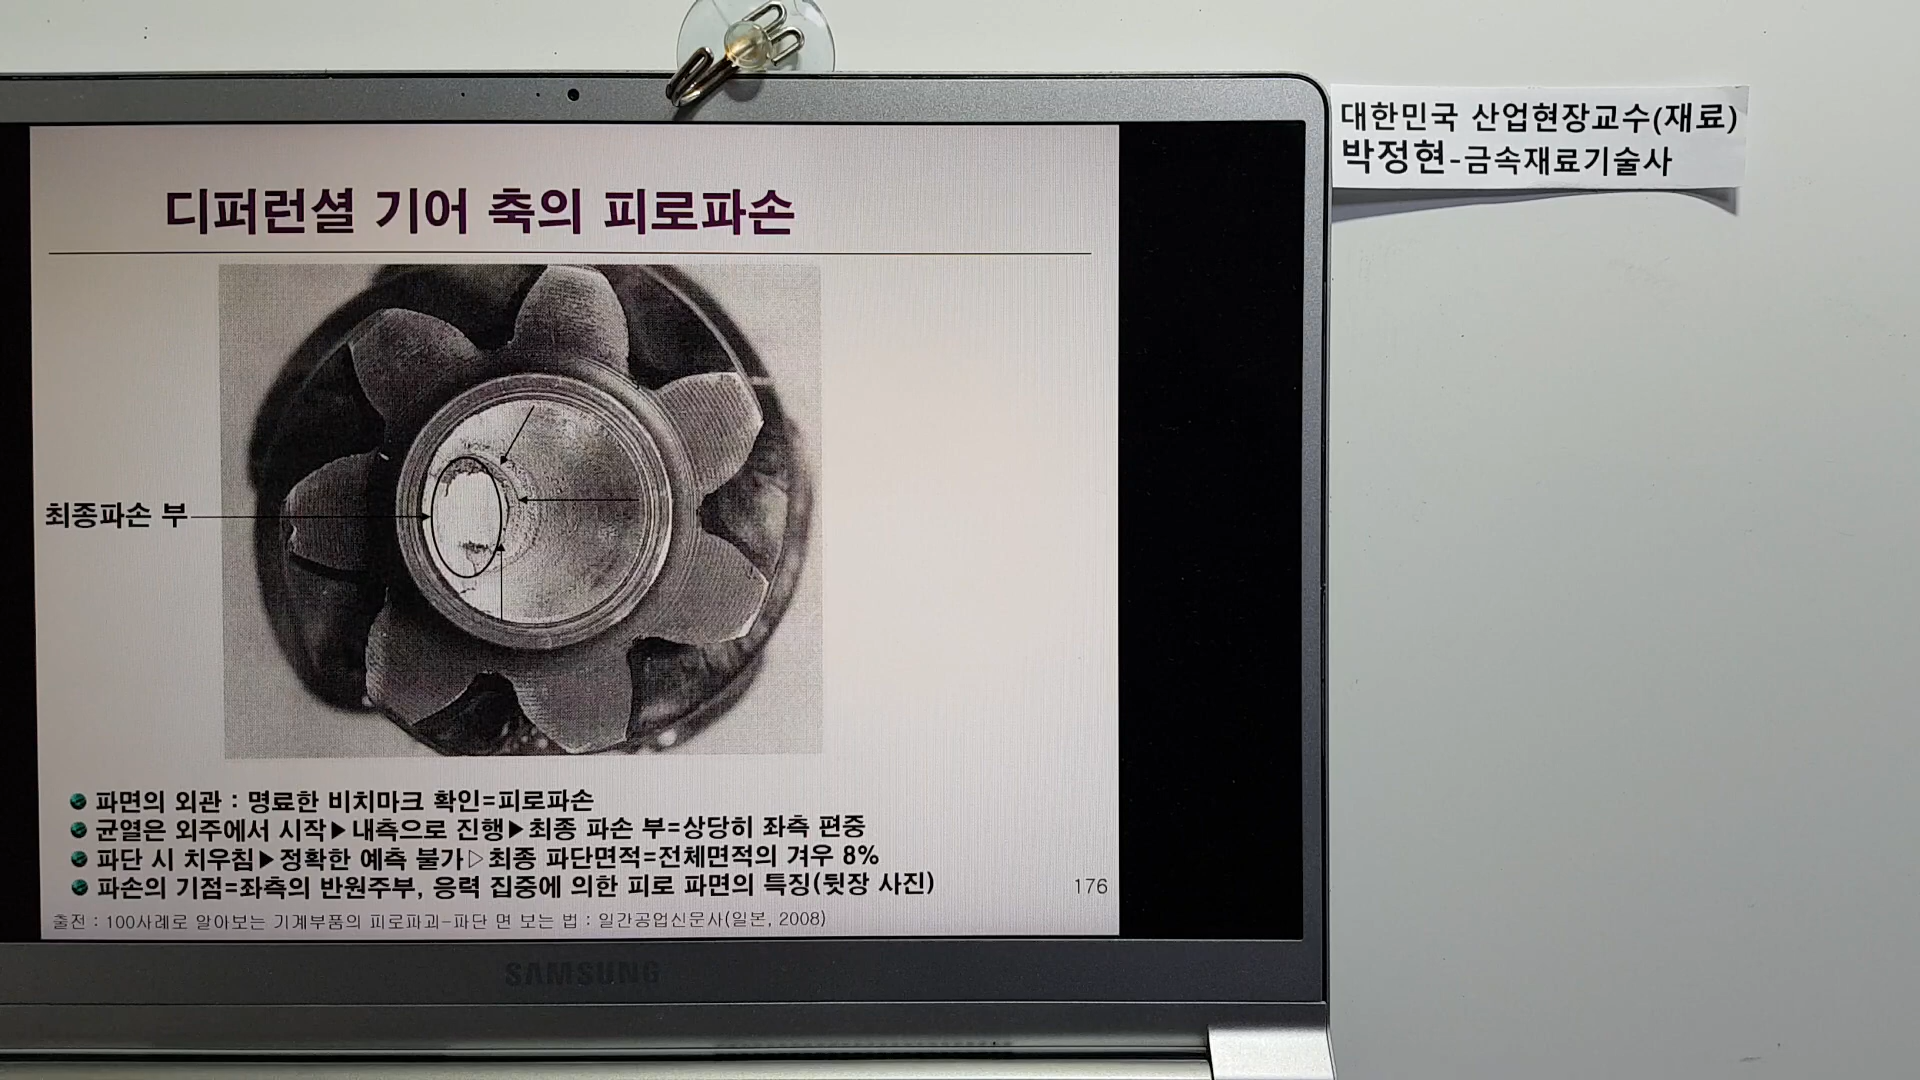 대한민국 산업현장교수(재료)
박정현-금속재료기술사
디퍼런셜 기어 축의 피로파손
최종파손 부
파면의 외관 : 명료한 비치마크 확인=피로파손
균열은 외주에서 시작▶내측으로 진행▶최종 파손 부=상당히 좌측 편중
파단 시 치우침▶정확한 예측 불가▷최종 파단면적=전체면적의 겨우 8%
파손의 기점=좌측의 반원주부, 응력 집중에 의한 피로 파면의 특징(뒷장 사진)
176
출전 : 100사례로 알아보는 기계부품의 피로파괴-파단 면 보는 법 : 일간공업신문사(일본, 2008)
SAMSUNG